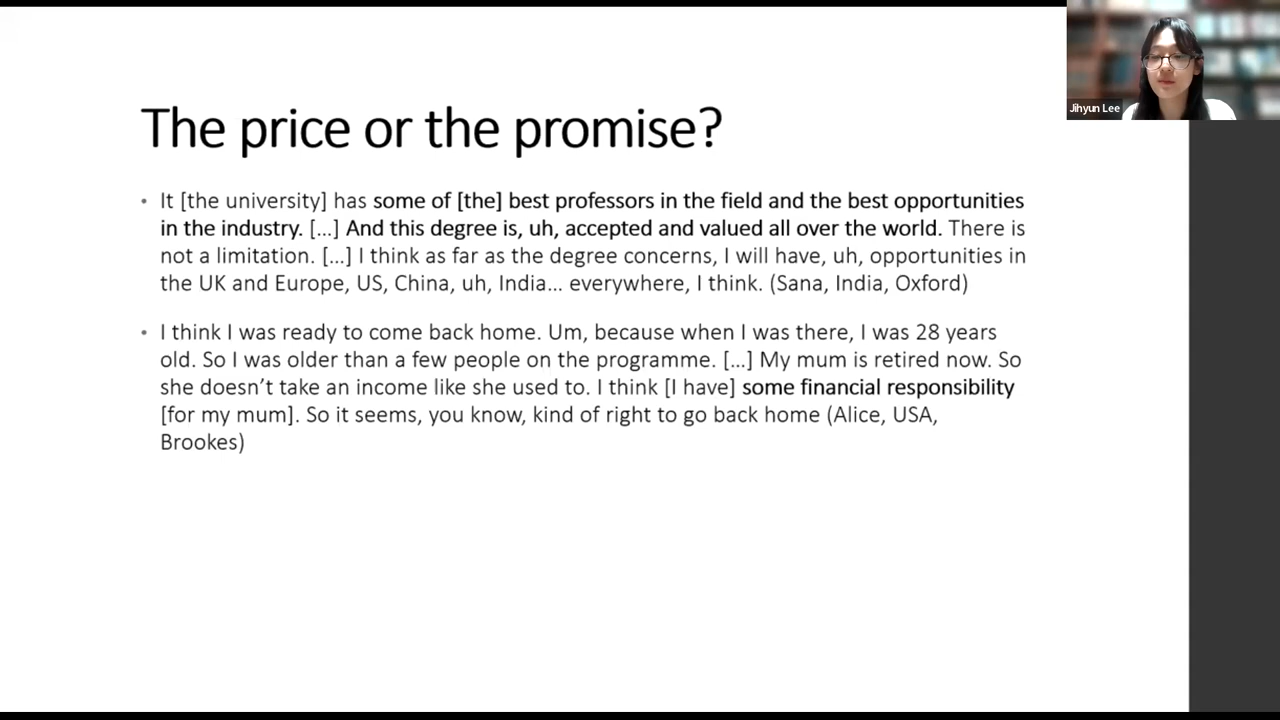 Jihyun Lee
The price or the promise?
• It [the university] has some of [the] best professors in the field and the best opportunities
in the industry. [...] And this degree is, uh, accepted and valued all over the world. There is
not a limitation. [...] I think as far as the degree concerns, I will have, uh, opportunities in
the UK and Europe, US, China, uh, India... everywhere, I think. (Sana, India, Oxford)
• I think I was ready to come back home. Um, because when I was there, I was 28 years
old. So I was older than a few people on the programme. [...] My mum is retired now. So
she doesn't take an income like she used to. I think [I have] some financial responsibility
[for my mum]. So it seems, you know, kind of right to go back home (Alice, USA,
Brookes)